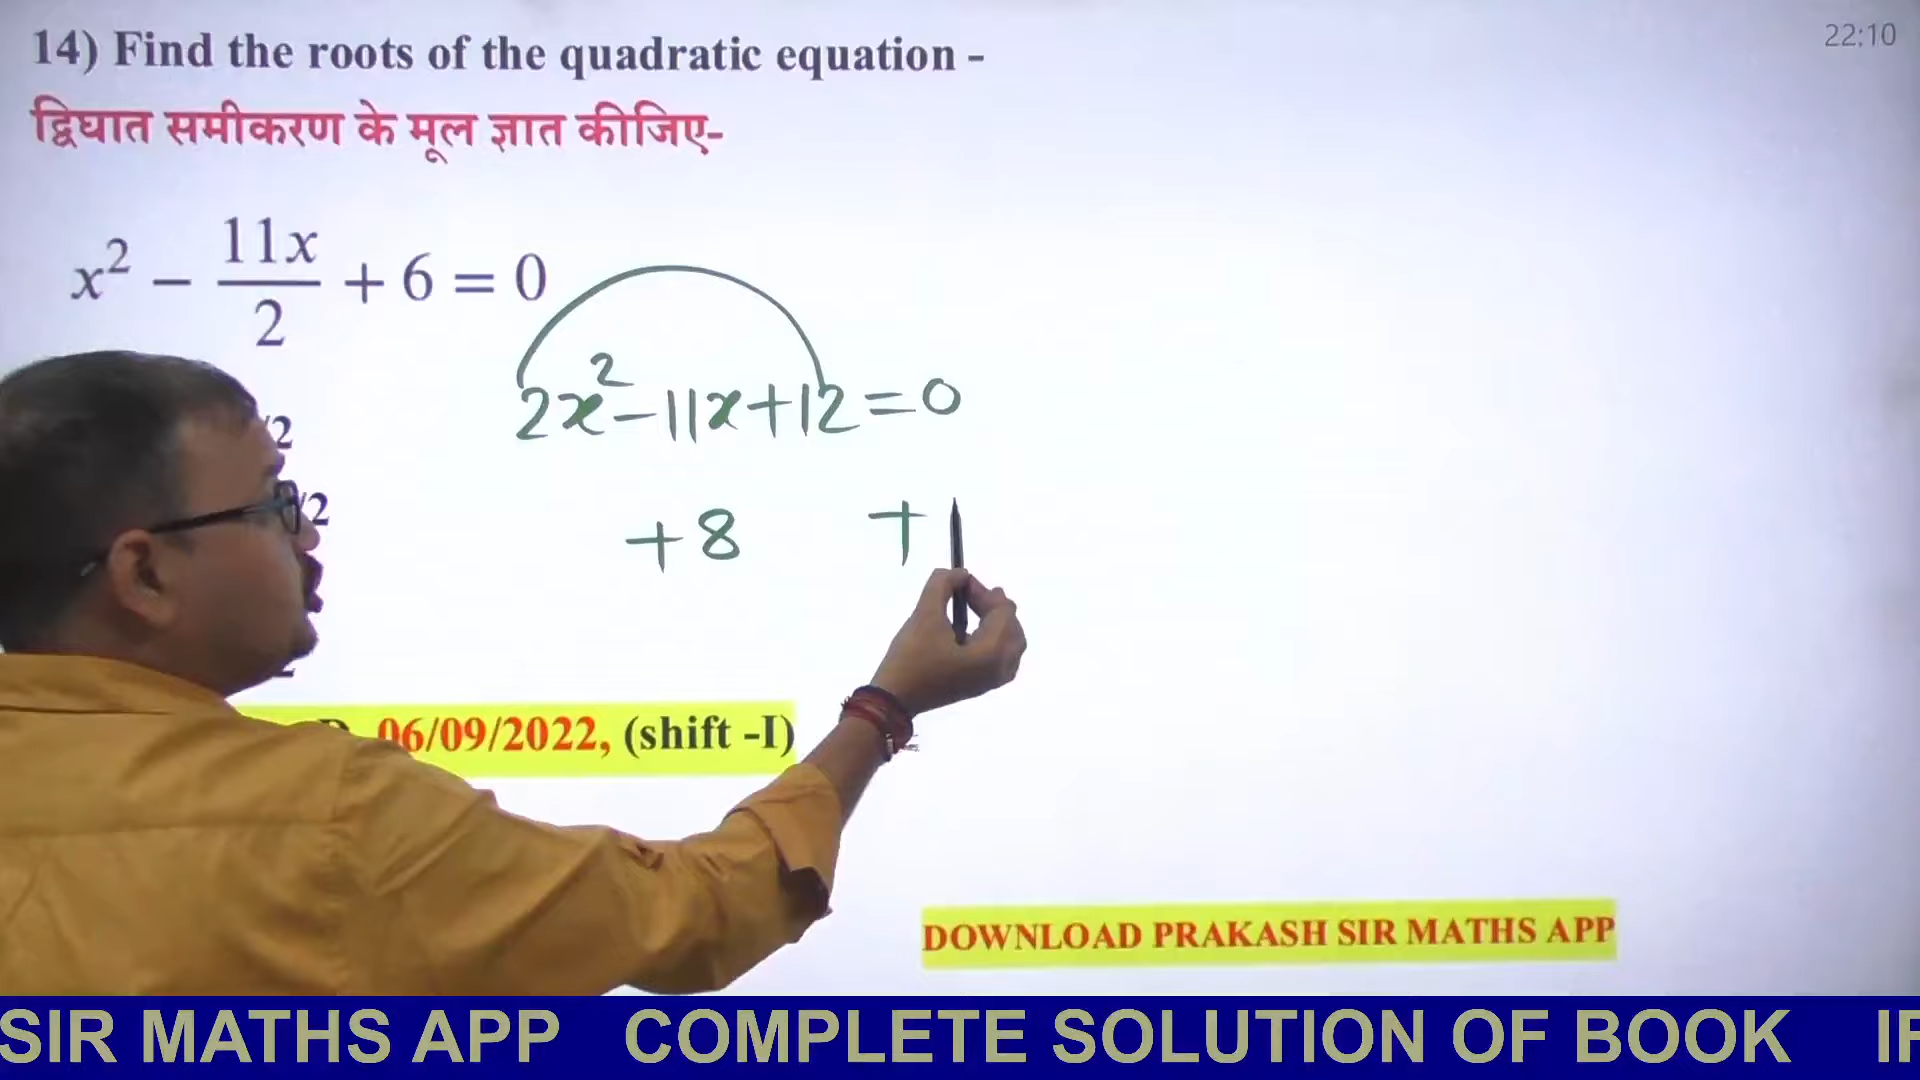 22:10
14) Find the roots of the quadratic equation -
द्विघात समीकरण के मूल ज्ञात कीजिए-
x² - 11x/2 + 6 = 0
2x² - 11x + 12 = 0
/2
/2
+8 +
06/09/2022, (shift -I)
DOWNLOAD PRAKASH SIR MATHS APP
SIR MATHS APP COMPLETE SOLUTION OF BOOK